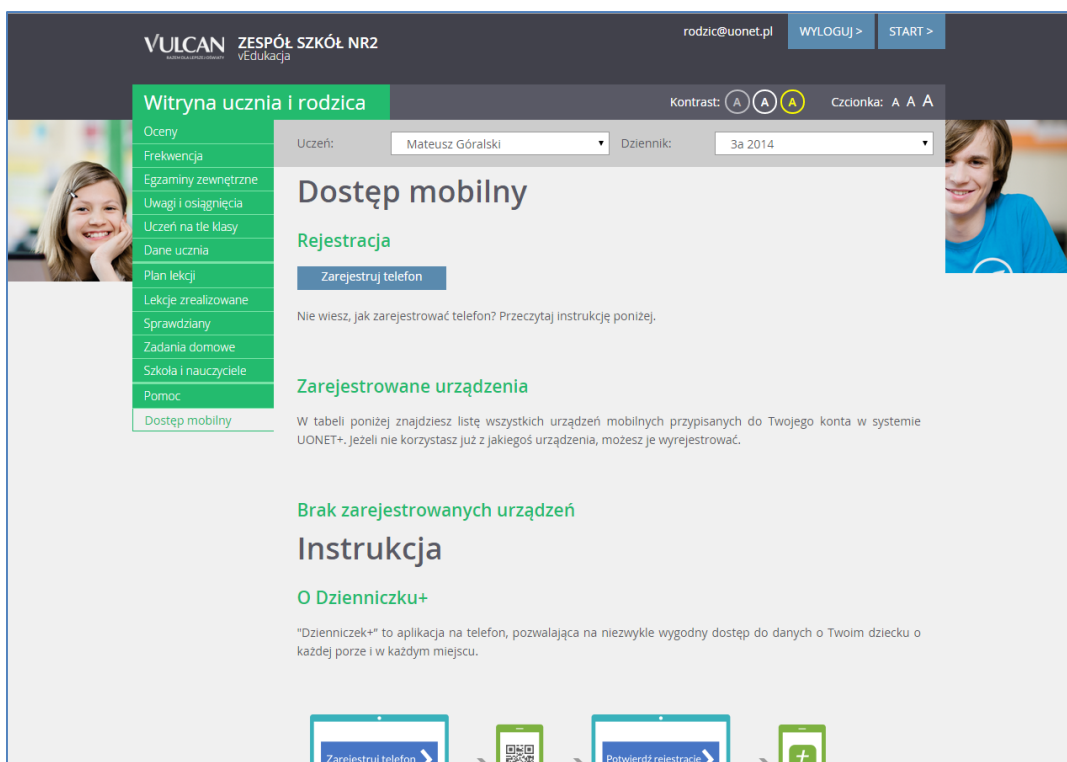 VULCAN
ZESPÓŁ SZKÓŁ NR2
vEdukacja
rodzic@uonet.pl
WYLOGUJ >
START >
Witryna ucznia i rodzica
Kontrast: A A A
Czcionka: A A A
Oceny
Frekwencja
Egzaminy zewnętrzne
Uwagi i osiągnięcia
Uczeń na tle klasy
Dane ucznia
Plan lekcji
Lekcje zrealizowane
Sprawdziany
Zadania domowe
Szkoła i nauczyciele
Pomoc
Dostęp mobilny
Uczeń: Mateusz Góralski Dziennik: 3a 2014
Dostęp mobilny
Rejestracja
Zarejestruj telefon
Nie wiesz, jak zarejestrować telefon? Przeczytaj instrukcję poniżej.
Zarejestrowane urządzenia
W tabeli poniżej znajdziesz listę wszystkich urządzeń mobilnych przypisanych do Twojego konta w systemie
UONET+. Jeżeli nie korzystasz już z jakiegoś urządzenia, możesz je wyrejestrować.
Brak zarejestrowanych urządzeń
Instrukcja
O Dzienniczku+
"Dzienniczek+" to aplikacja na telefon, pozwalająca na niezwykle wygodny dostęp do danych o Twoim dziecku o
każdej porze i w każdym miejscu.
Zarejestruj telefon
Potwierdź rejestrację